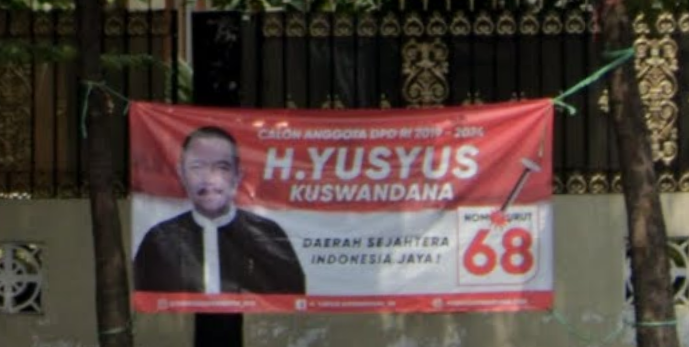 CALON ANGGOTA DPD RI 2019 - 2024
H.YUSYUS
KUSWANDANA
NOMOR URUT
68
DAERAH SEJAHTERA
INDONESIA JAYA!